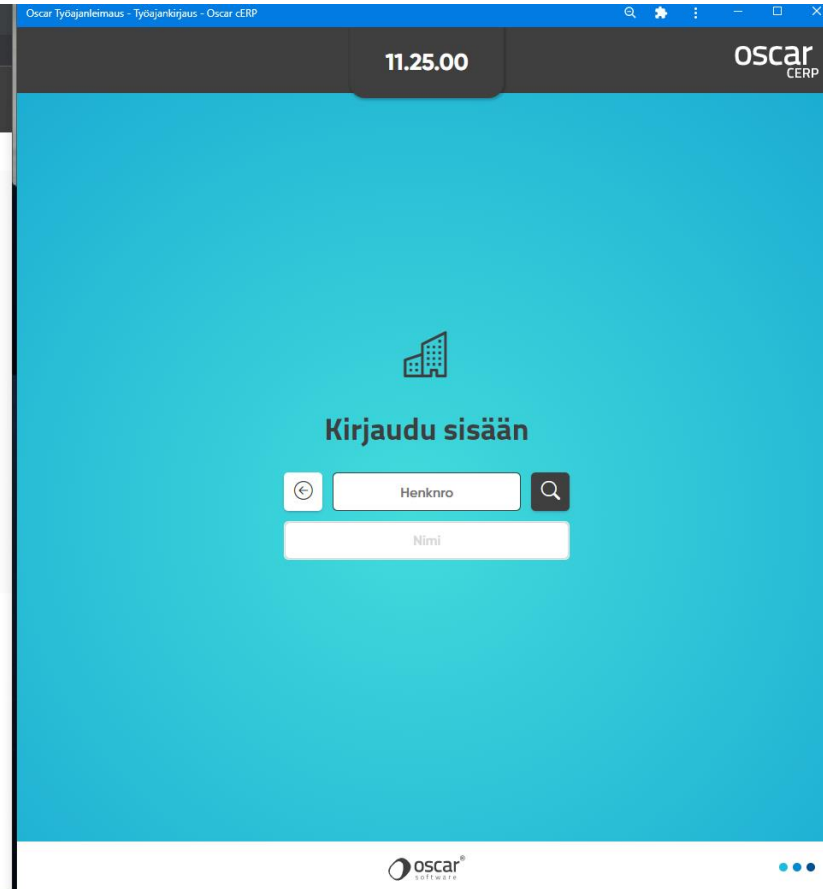 Oscar Työajanleimaus - Työajankirjaus - Oscar cERP
11.25.00
oscar
CERP
Kirjaudu sisään
Henknro
Nimi
oscar®
software